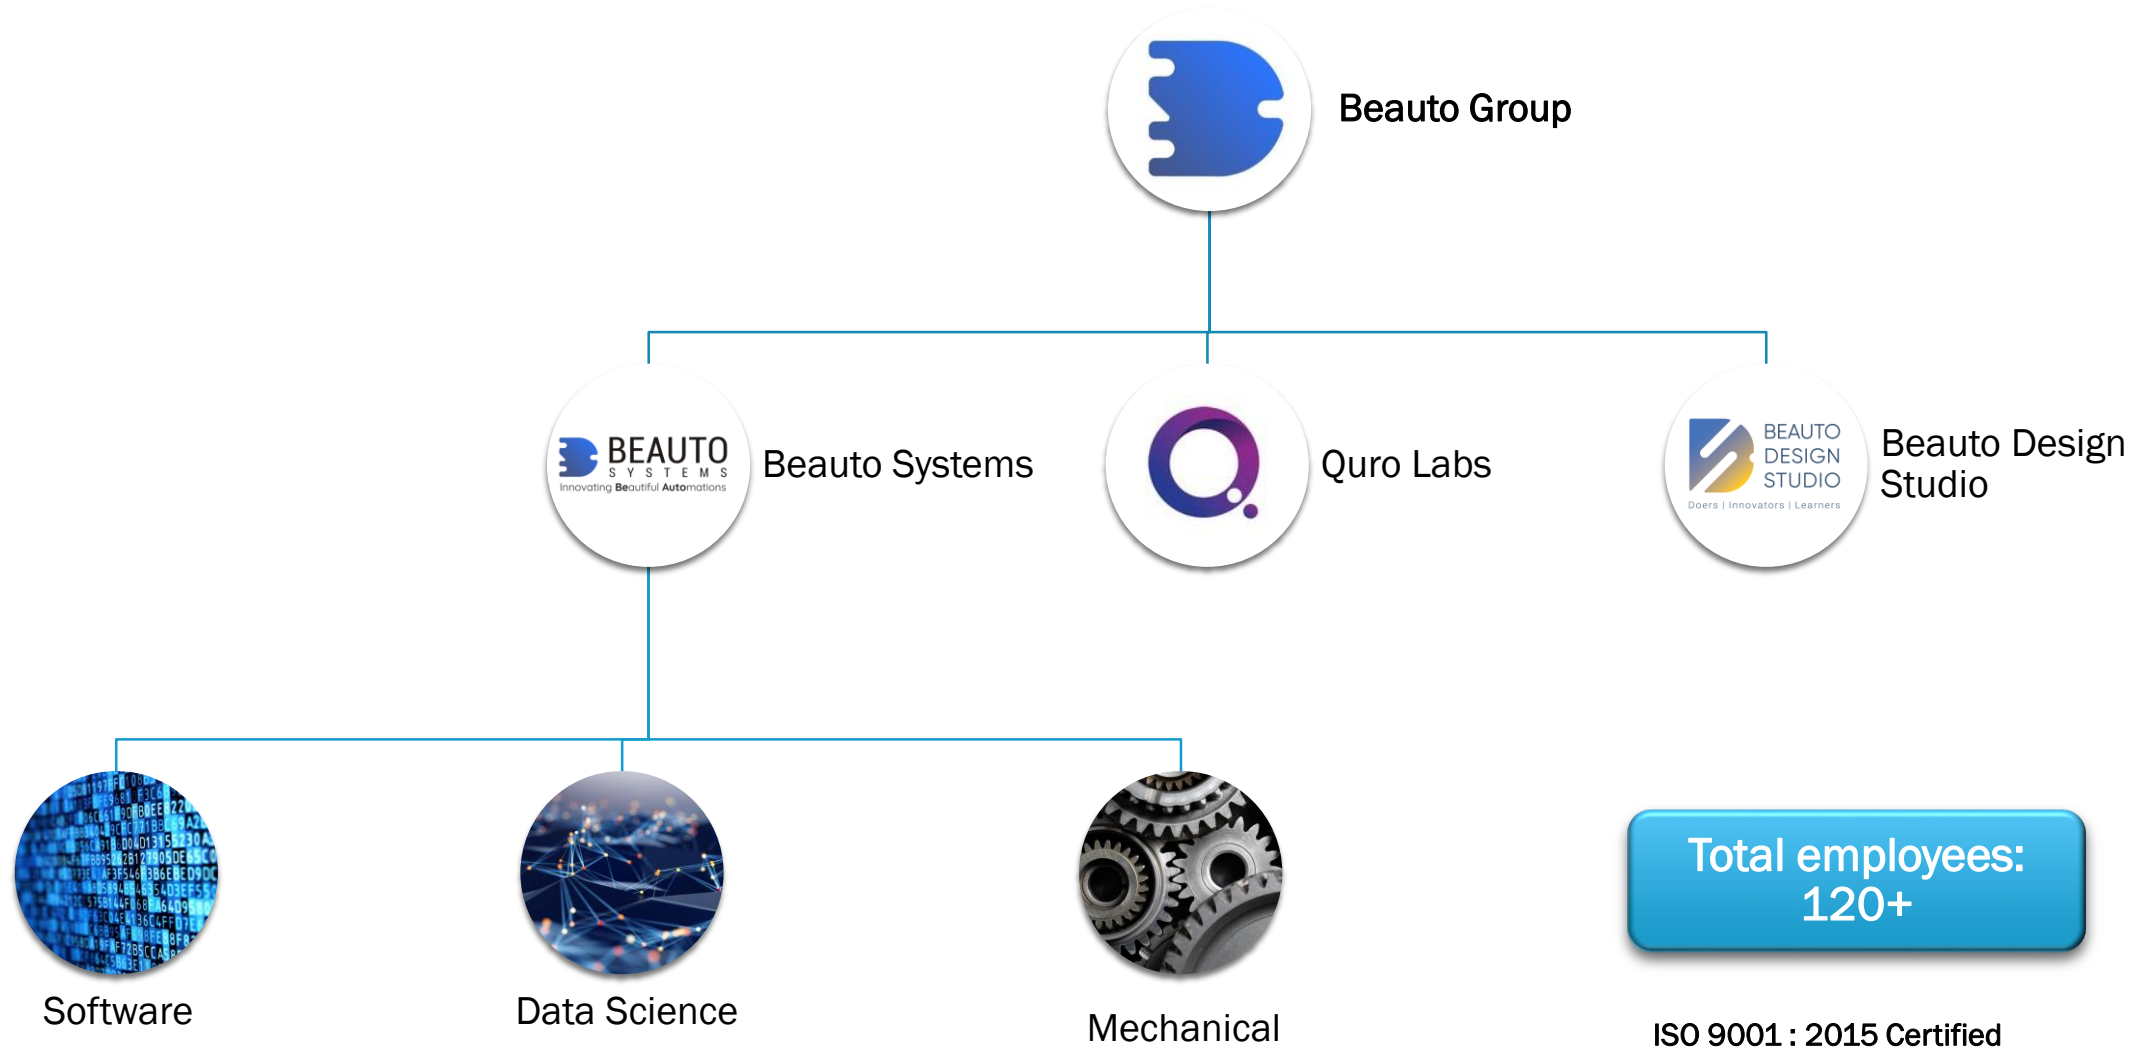 Beauto Group
BEAUTO
SYSTEMS
Innovating Beautiful Automations
Beauto Systems
Quro Labs
BEAUTO
DESIGN
STUDIO
Doers | Innovators | Learners
Beauto Design
Studio
Software
Data Science
Mechanical
Total employees:
120+
ISO 9001 : 2015 Certified